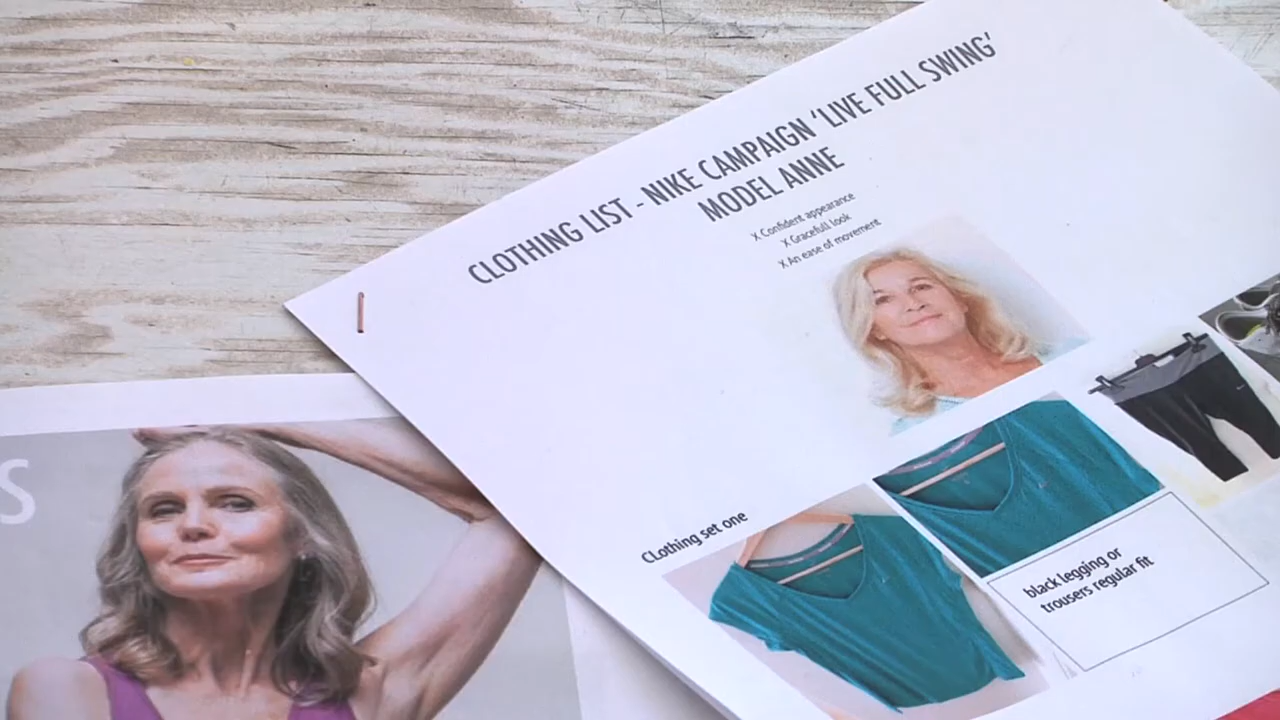 CLOTHING LIST - NIKE CAMPAIGN 'LIVE FULL SWING'
MODEL ANNE
X Confident appearance
X Gracefull look
X An ease of movement
CLothing set one
black legging or
trousers regular fit
S